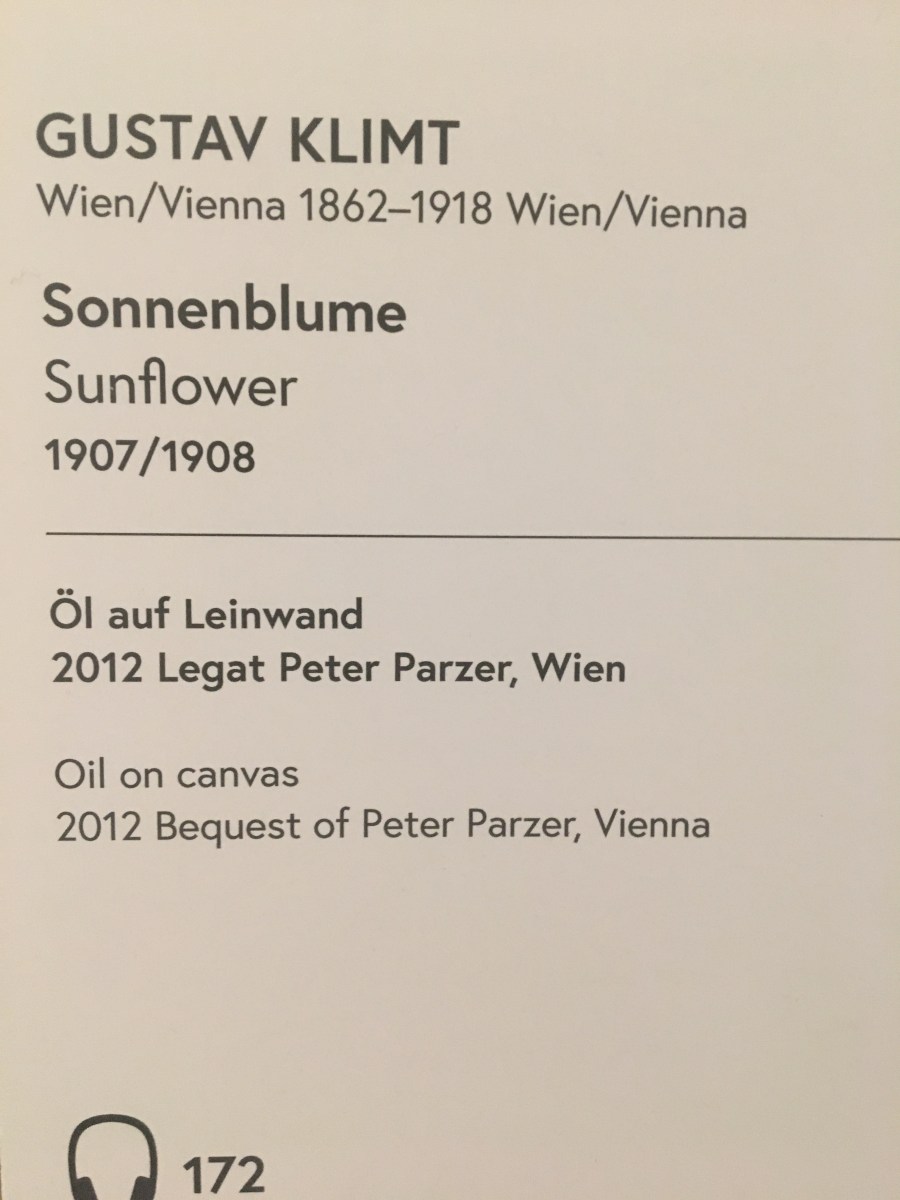 GUSTAV KLIMT
Wien/Vienna 1862–1918 Wien/Vienna
Sonnenblume
Sunflower
1907/1908
Öl auf Leinwand
2012 Legat Peter Parzer, Wien
Oil on canvas
2012 Bequest of Peter Parzer, Vienna
172